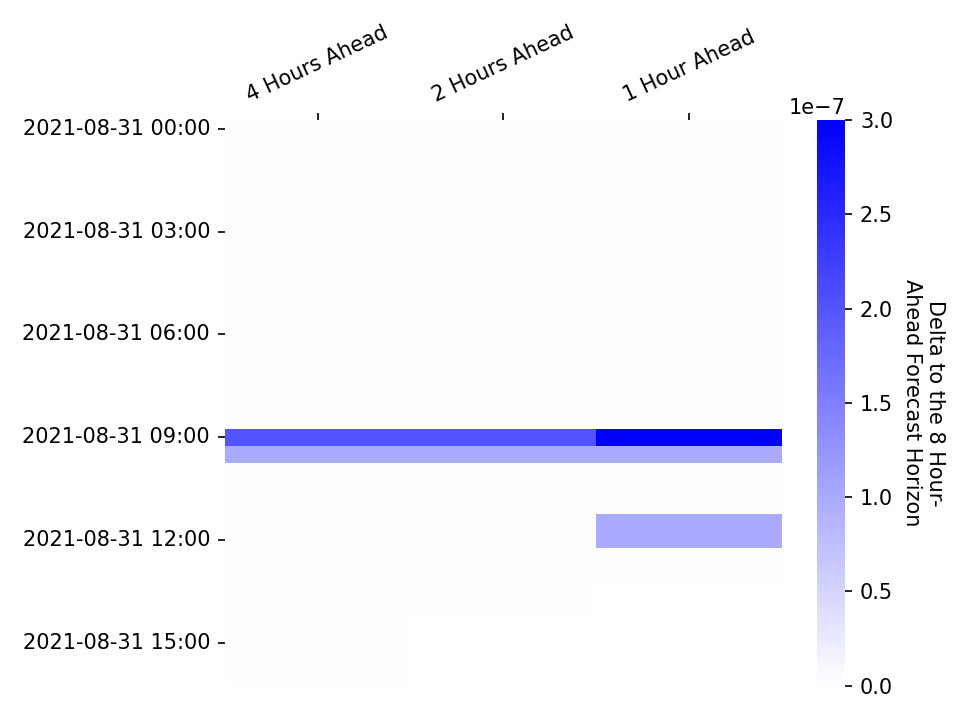 4 Hours Ahead
2 Hours Ahead
1 Hour Ahead
1e−7
2021-08-31 00:00
2021-08-31 03:00
2021-08-31 06:00
2021-08-31 09:00
2021-08-31 12:00
2021-08-31 15:00
3.0
2.5
2.0
1.5
1.0
0.5
0.0
Delta to the 8 Hour-
Ahead Forecast Horizon